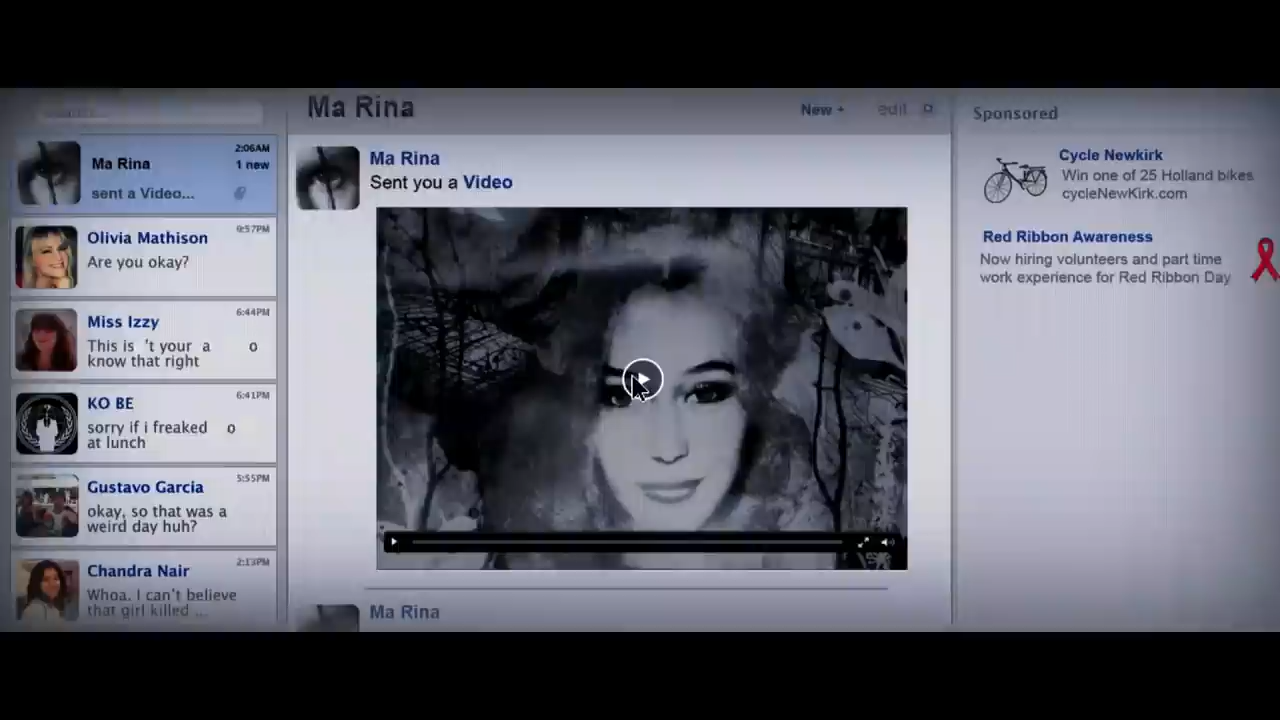 Ma Rina
New +
edit
Sponsored
Ma Rina
2:06AM
1 new
sent a Video...
Olivia Mathison
9:57PM
Are you okay?
Miss Izzy
6:44PM
This is 't your a o
know that right
KO BE
6:41PM
sorry if i freaked o
at lunch
Gustavo Garcia
5:55PM
okay, so that was a
weird day huh?
Chandra Nair
2:13PM
Whoa. I can't believe
that girl killed ...
Ma Rina
Sent you a Video
Ma Rina
Cycle Newkirk
Win one of 25 Holland bikes
cycleNewKirk.com
Red Ribbon Awareness
Now hiring volunteers and part time
work experience for Red Ribbon Day